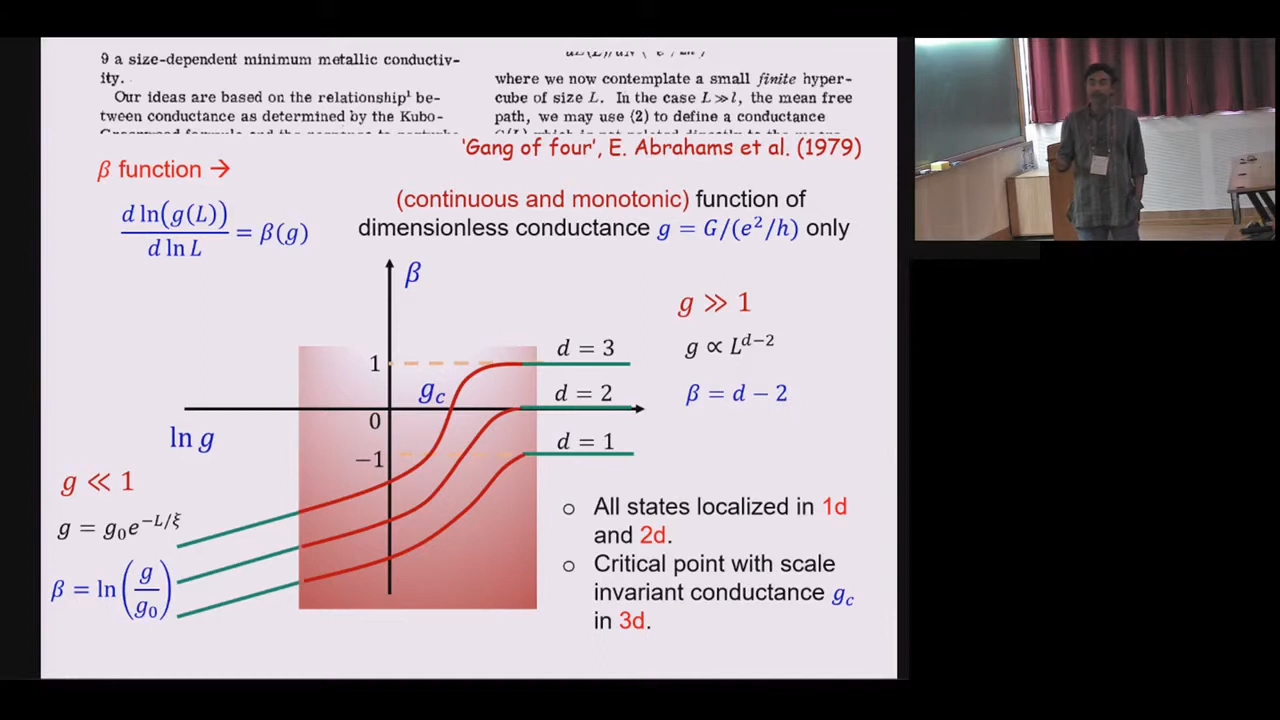 9 a size-dependent minimum metallic conductiv-
ity.
Our ideas are based on the relationship¹ be-
tween conductance as determined by the Kubo-
where we now contemplate a small finite hyper-
cube of size L. In the case L ≫ l, the mean free
path, we may use (2) to define a conductance
'Gang of four', E. Abrahams et al. (1979)
β function →
d ln(g(L)) / d ln L = β(g)
(continuous and monotonic) function of
dimensionless conductance g = G/(e²/h) only
β
g ≫ 1
g ∝ L^{d−2}
β = d − 2
d = 3
1
g_c
d = 2
0
ln g
d = 1
−1
g ≪ 1
g = g₀e^{−L/ξ}
β = ln(g/g₀)
○ All states localized in 1d
and 2d.
○ Critical point with scale
invariant conductance g_c
in 3d.